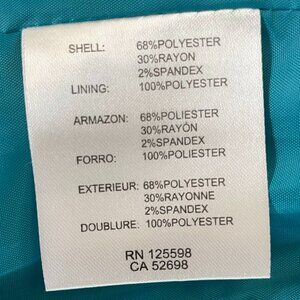 SHELL: 68%POLYESTER
30%RAYON
2%SPANDEX
LINING: 100%POLYESTER
ARMAZON: 68%POLIESTER
30%RAYÓN
2%SPANDEX
FORRO: 100%POLIESTER
EXTERIEUR: 68%POLYESTER
30%RAYONNE
2%SPANDEX
DOUBLURE: 100%POLYESTER
RN 125598
CA 52698